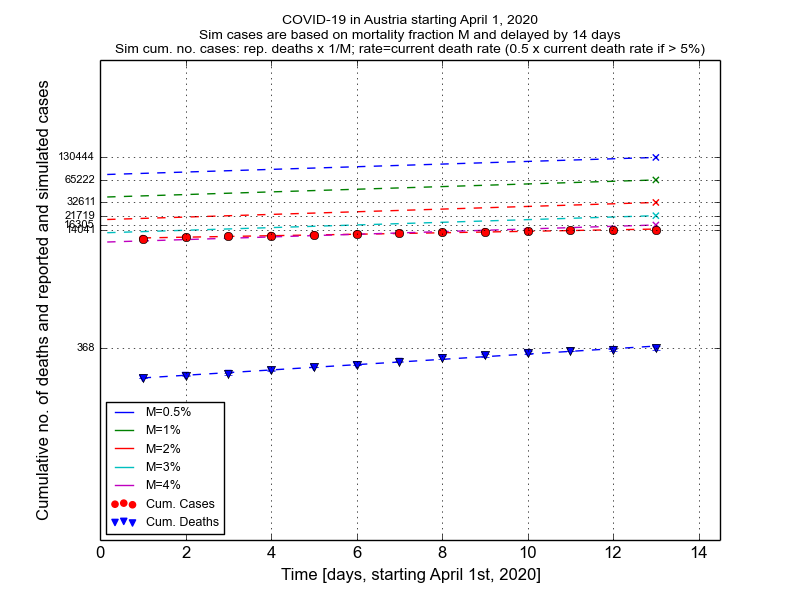 COVID-19 in Austria starting April 1, 2020
Sim cases are based on mortality fraction M and delayed by 14 days
Sim cum. no. cases: rep. deaths x 1/M; rate=current death rate (0.5 x current death rate if > 5%)
Cumulative no. of deaths and reported and simulated cases
130444
65222
32611
21719
16305
14041
368
M=0.5%
M=1%
M=2%
M=3%
M=4%
Cum. Cases
Cum. Deaths
0 2 4 6 8 10 12 14
Time [days, starting April 1st, 2020]